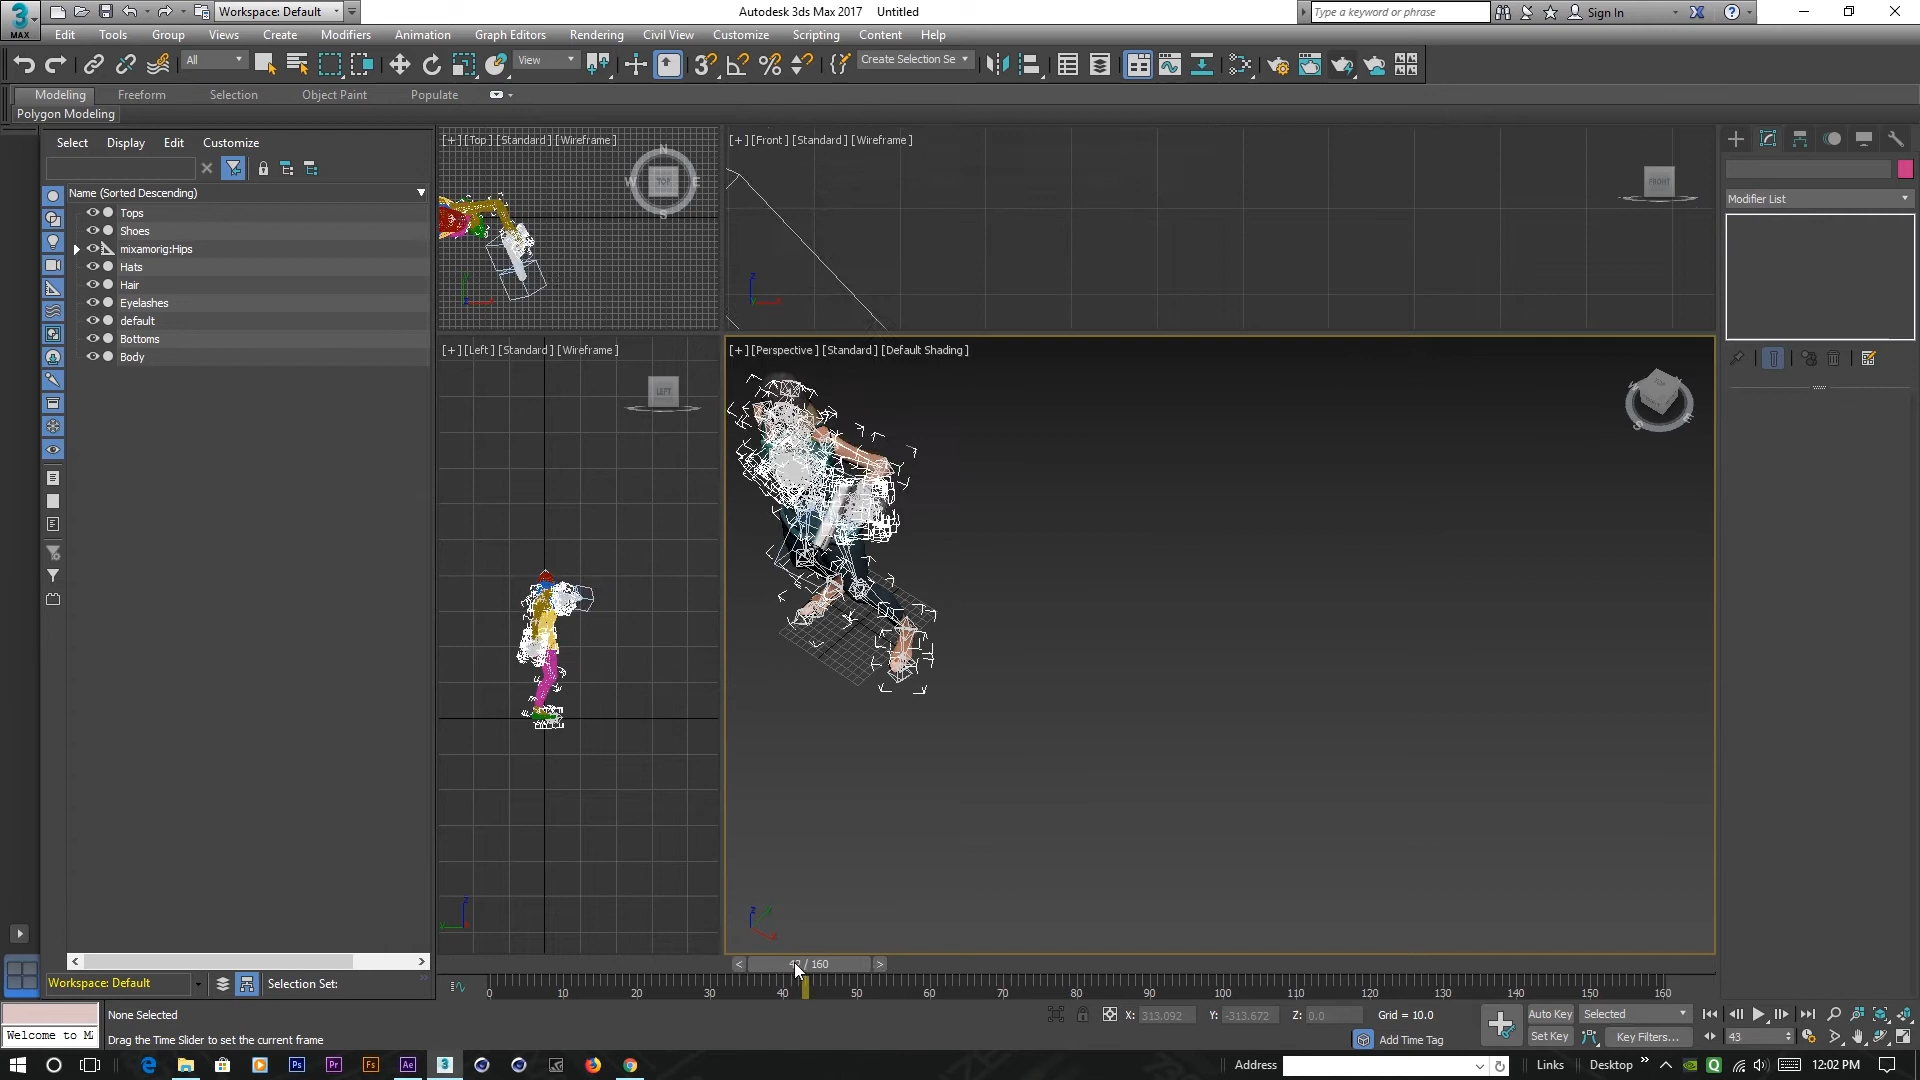 Workspace: Default
Autodesk 3ds Max 2017 Untitled
Type a keyword or phrase
Sign In
MAX
Edit Tools Group Views Create Modifiers Animation Graph Editors Rendering Civil View Customize Scripting Content Help
All
View
Create Selection Se
Modeling Freeform Selection Object Paint Populate
Polygon Modeling
Select Display Edit Customize
Name (Sorted Descending)
Tops
Shoes
mixamorig:Hips
Hats
Hair
Eyelashes
default
Bottoms
Body
[+] [Top] [Standard] [Wireframe]
N
W TOP E
S
[+] [Front] [Standard] [Wireframe]
FRONT
Modifier List
[+] [Left] [Standard] [Wireframe]
LEFT
[+] [Perspective] [Standard] [Default Shading]
TOP
S E
/ 160
0 10 20 30 40 50 60 70 80 90 100 110 120 130 140 150 160
Workspace: Default
Selection Set:
None Selected
X: 313.092 Y: -313.672 Z: 0.0 Grid = 10.0
Auto Key Selected
Welcome to M
Drag the Time Slider to set the current frame
Add Time Tag
Set Key Key Filters...
43
Ps Pr Fs Ae 3
Address
Links Desktop
12:02 PM